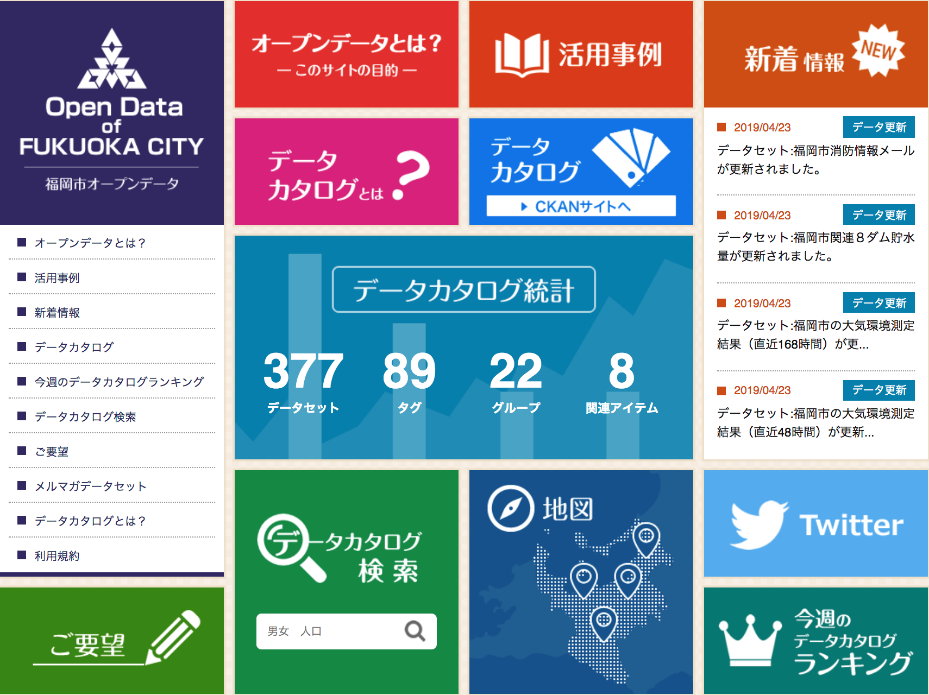 Open Data
of
FUKUOKA CITY
福岡市オープンデータ
オープンデータとは？
活用事例
新着情報
データカタログ
今週のデータカタログランキング
データカタログ検索
ご要望
メルマガデータセット
データカタログとは？
利用規約
ご要望
オープンデータとは？
― このサイトの目的 ―
活用事例
データ
カタログとは？
データ
カタログ
CKANサイトへ
データカタログ統計
377
データセット
89
タグ
22
グループ
8
関連アイテム
データカタログ
検索
男女 人口
地図
新着情報
NEW
2019/04/23 データ更新
データセット:福岡市消防情報メール
が更新されました。
2019/04/23 データ更新
データセット:福岡市関連８ダム貯水
量が更新されました。
2019/04/23 データ更新
データセット:福岡市の大気環境測定
結果（直近168時間）が更...
2019/04/23 データ更新
データセット:福岡市の大気環境測定
結果（直近48時間）が更新...
Twitter
今週の
データカタログ
ランキング